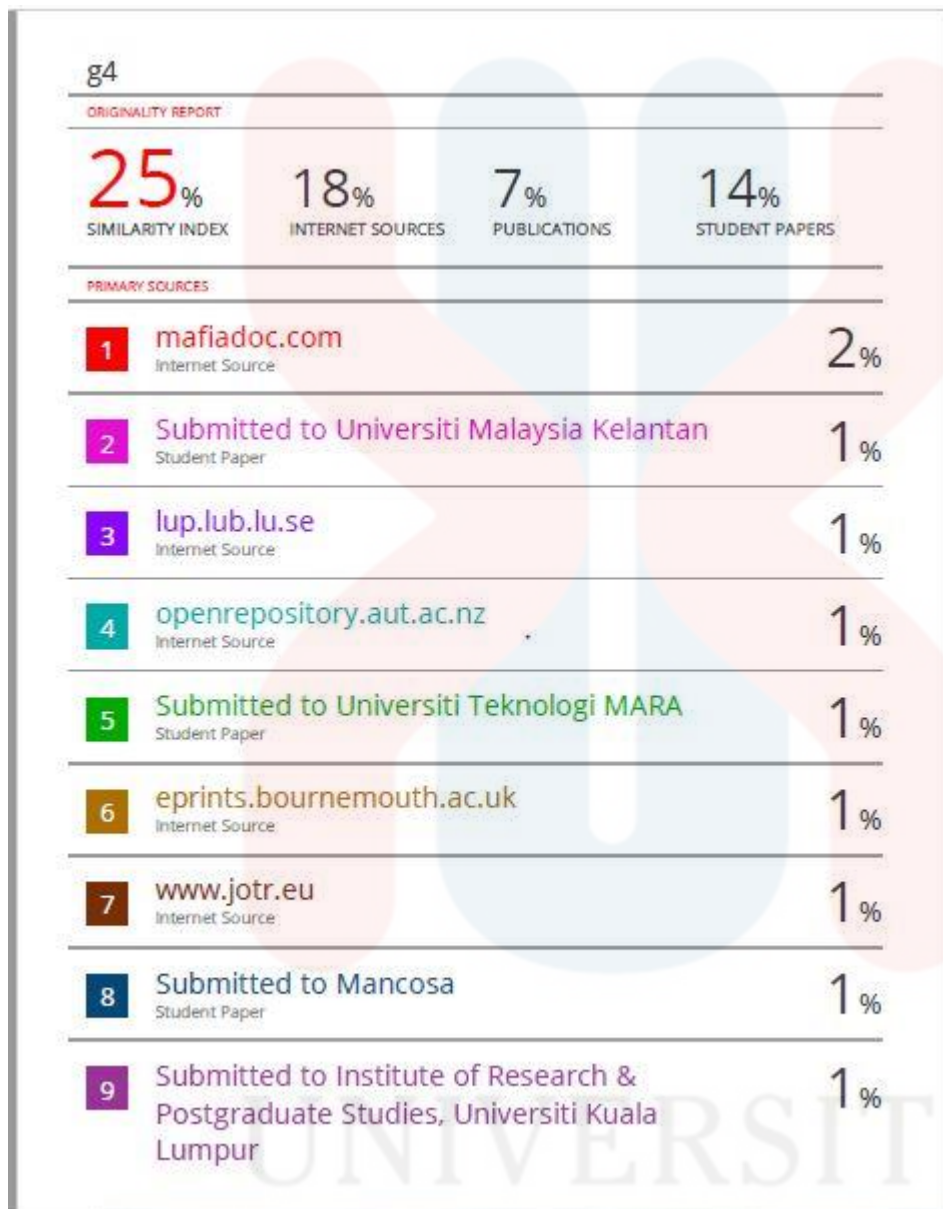 g4
ORIGINALITY REPORT
25% 18% 7% 14%
SIMILARITY INDEX INTERNET SOURCES PUBLICATIONS STUDENT PAPERS
PRIMARY SOURCES
1 mafiadoc.com 2%
Internet Source
2 Submitted to Universiti Malaysia Kelantan 1%
Student Paper
3 lup.lub.lu.se 1%
Internet Source
4 openrepository.aut.ac.nz 1%
Internet Source
5 Submitted to Universiti Teknologi MARA 1%
Student Paper
6 eprints.bournemouth.ac.uk 1%
Internet Source
7 www.jotr.eu 1%
Internet Source
8 Submitted to Mancosa 1%
Student Paper
9 Submitted to Institute of Research & 1%
Postgraduate Studies, Universiti Kuala
Lumpur
UNIVERSIT